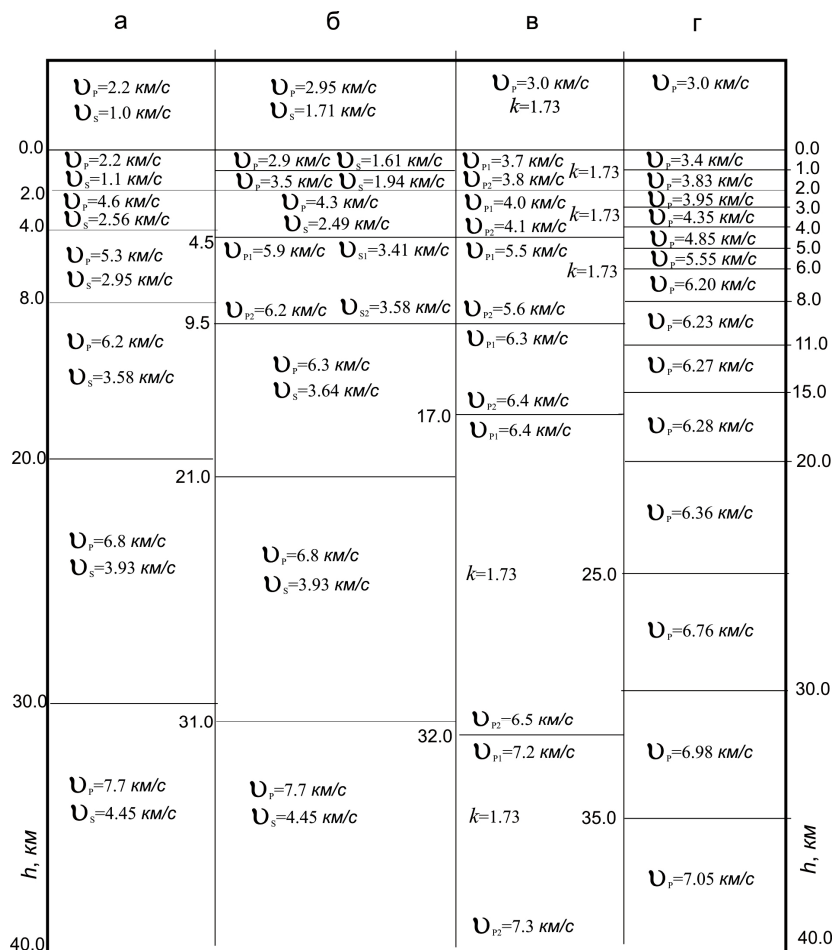 а
б
в
г
υP=2.2 км/с
υS=1.0 км/с
υP=2.95 км/с
υS=1.71 км/с
υP=3.0 км/с
k=1.73
υP=3.0 км/с
0.0
υP=2.2 км/с
υS=1.1 км/с
2.0
υP=4.6 км/с
υS=2.56 км/с
4.0
υP=5.3 км/с
υS=2.95 км/с
8.0
υP=6.2 км/с
υS=3.58 км/с
20.0
υP=6.8 км/с
υS=3.93 км/с
30.0
υP=7.7 км/с
υS=4.45 км/с
h, км
40.0
υP=2.9 км/с υS=1.61 км/с
υP=3.5 км/с υS=1.94 км/с
υP=4.3 км/с
υS=2.49 км/с
4.5
υP1=5.9 км/с υS1=3.41 км/с
υP2=6.2 км/с υS2=3.58 км/с
9.5
υP=6.3 км/с
υS=3.64 км/с
21.0
υP=6.8 км/с
υS=3.93 км/с
31.0
υP=7.7 км/с
υS=4.45 км/с
υP1=3.7 км/с
k=1.73
υP2=3.8 км/с
υP1=4.0 км/с
k=1.73
υP2=4.1 км/с
υP1=5.5 км/с
k=1.73
υP2=5.6 км/с
υP1=6.3 км/с
υP2=6.4 км/с
17.0
υP1=6.4 км/с
k=1.73
υP2=6.5 км/с
32.0
υP1=7.2 км/с
k=1.73
υP2=7.3 км/с
0.0
υP=3.4 км/с
1.0
υP=3.83 км/с
2.0
υP=3.95 км/с
3.0
υP=4.35 км/с
4.0
υP=4.85 км/с
5.0
υP=5.55 км/с
6.0
υP=6.20 км/с
8.0
υP=6.23 км/с
11.0
υP=6.27 км/с
15.0
υP=6.28 км/с
20.0
υP=6.36 км/с
25.0
υP=6.76 км/с
30.0
υP=6.98 км/с
35.0
υP=7.05 км/с
h, км
40.0